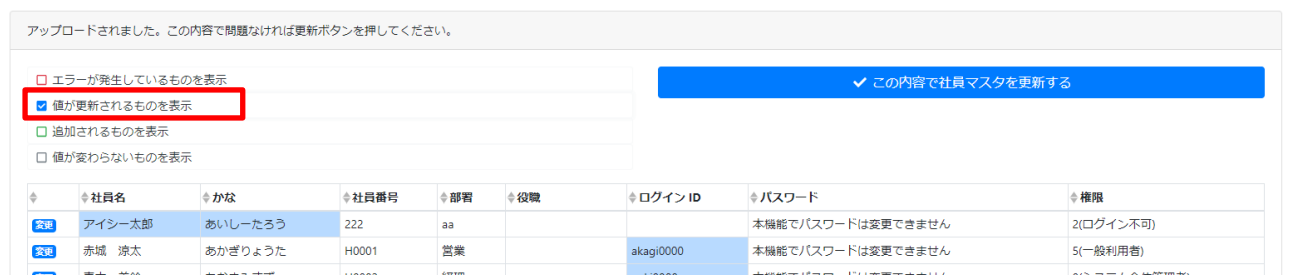 アップロードされました。この内容で問題なければ更新ボタンを押してください。
エラーが発生しているものを表示
✓ この内容で社員マスタを更新する
値が更新されるものを表示
追加されるものを表示
値が変わらないものを表示
社員名 かな 社員番号 部署 役職 ログイン ID パスワード 権限
変更 アイシー太郎 あいしーたろう 222 aa 本機能でパスワードは変更できません 2(ログイン不可)
変更 赤城 涼太 あかぎりょうた H0001 営業 akagi0000 本機能でパスワードは変更できません 5(一般利用者)